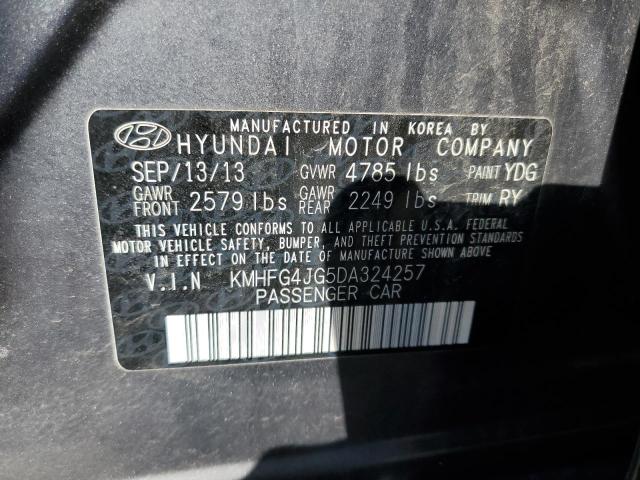 MANUFACTURED IN KOREA BY
HYUNDAI MOTOR COMPANY
SEP/13/13 GVWR 4785 lbs PAINT YDG
GAWR FRONT 2579 lbs GAWR REAR 2249 lbs TRIM RY
THIS VEHICLE CONFORMS TO ALL APPLICABLE U.S.A. FEDERAL
MOTOR VEHICLE SAFETY, BUMPER, AND THEFT PREVENTION STANDARDS
IN EFFECT ON THE DATE OF MANUFACTURE SHOWN ABOVE.
V.I.N KMHFG4JG5DA324257
PASSENGER CAR